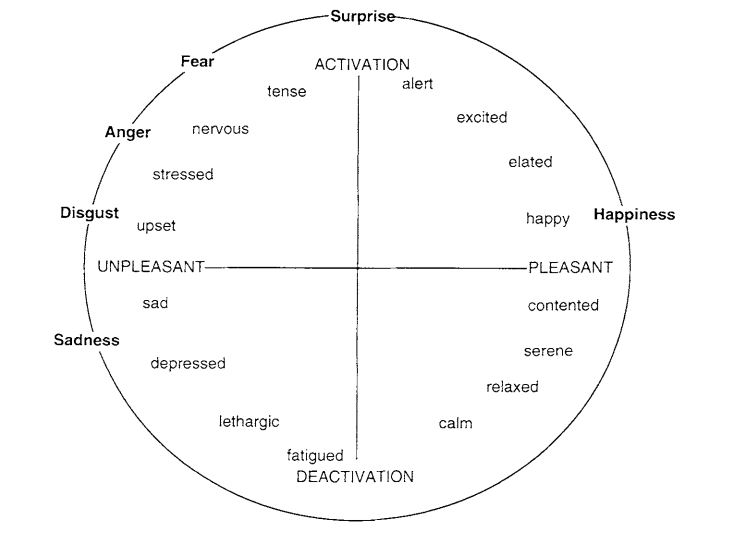 Surprise
Fear
ACTIVATION
tense
alert
excited
Anger
nervous
elated
stressed
Disgust
upset
happy
Happiness
UNPLEASANT
PLEASANT
sad
contented
Sadness
serene
depressed
relaxed
lethargic
calm
fatigued
DEACTIVATION